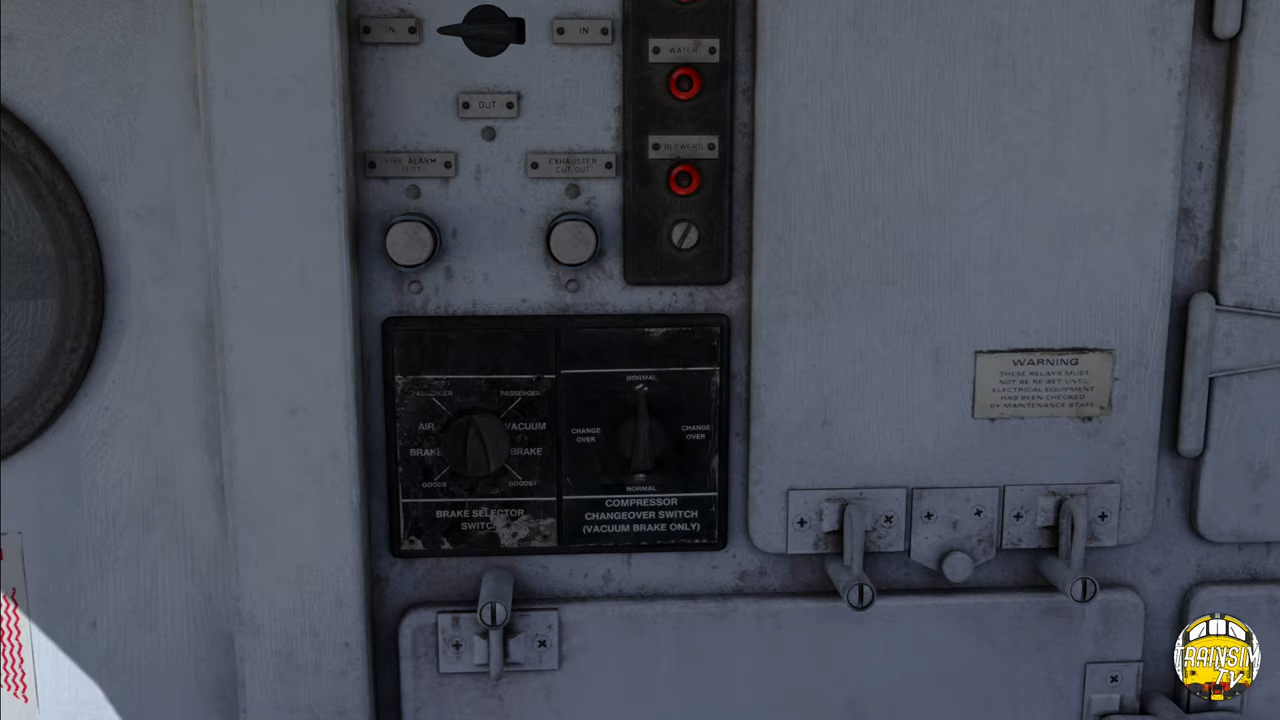 IN
IN
OUT
WATER
BLOWERS
FIRE ALARM
TEST
EXHAUSTER
CUT OUT
PASSENGER
PASSENGER
AIR
BRAKE
VACUUM
BRAKE
GOODS
GOODS
BRAKE SELECTOR
SWITCH
NORMAL
CHANGE
OVER
CHANGE
OVER
NORMAL
COMPRESSOR
CHANGEOVER SWITCH
(VACUUM BRAKE ONLY)
WARNING
THESE RELAYS MUST
NOT BE RE-SET UNTIL
ELECTRICAL EQUIPMENT
HAS BEEN CHECKED
BY MAINTENANCE STAFF
TRAINSIM
TV